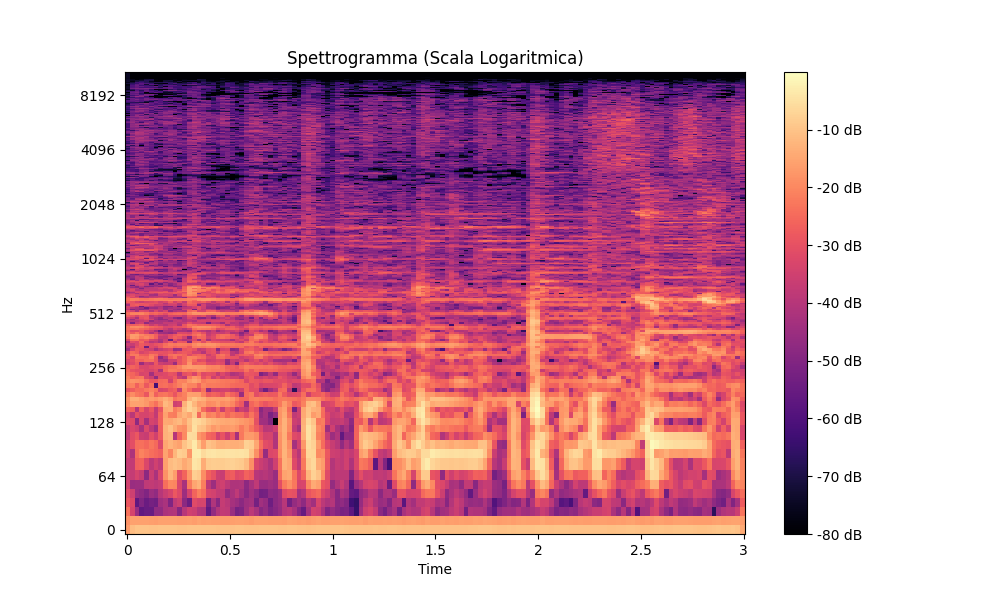 Spettrogramma (Scala Logaritmica)
Hz
8192
4096
2048
1024
512
256
128
64
0
0 0.5 1 1.5 2 2.5 3
Time
-10 dB
-20 dB
-30 dB
-40 dB
-50 dB
-60 dB
-70 dB
-80 dB